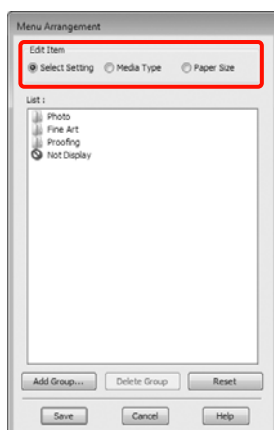 Menu Arrangement
Edit Item
Select Setting Media Type Paper Size
List :
Photo
Fine Art
Proofing
Not Display
Add Group... Delete Group Reset
Save Cancel Help